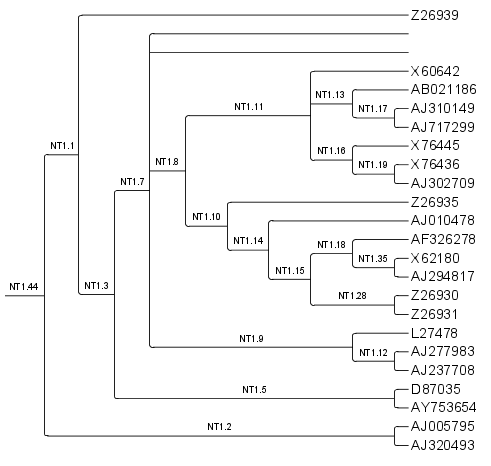 Z26939
X60642
NT1.13
AB021186
NT1.11
NT1.17
AJ310149
AJ717299
NT1.1
NT1.16
X76445
NT1.8
NT1.19
X76436
NT1.7
AJ302709
Z26935
NT1.10
AJ010478
NT1.14
NT1.18
AF326278
NT1.35
X62180
NT1.15
AJ294817
NT1.44
NT1.3
NT1.28
Z26930
Z26931
NT1.9
L27478
NT1.12
AJ277983
AJ237708
NT1.5
D87035
AY753654
NT1.2
AJ005795
AJ320493